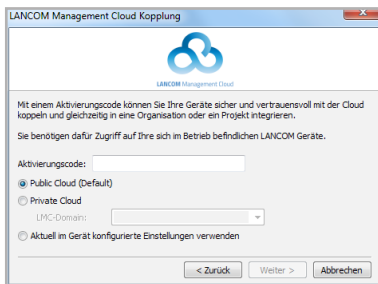 LANCOM Management Cloud Kopplung
LANCOM Management Cloud
Mit einem Aktivierungscode können Sie Ihre Geräte sicher und vertrauensvoll mit der Cloud
koppeln und gleichzeitig in eine Organisation oder ein Projekt integrieren.
Sie benötigen dafür Zugriff auf Ihre sich im Betrieb befindlichen LANCOM Geräte.
Aktivierungscode:
Public Cloud (Default)
Private Cloud
LMC-Domain:
Aktuell im Gerät konfigurierte Einstellungen verwenden
< Zurück Weiter > Abbrechen